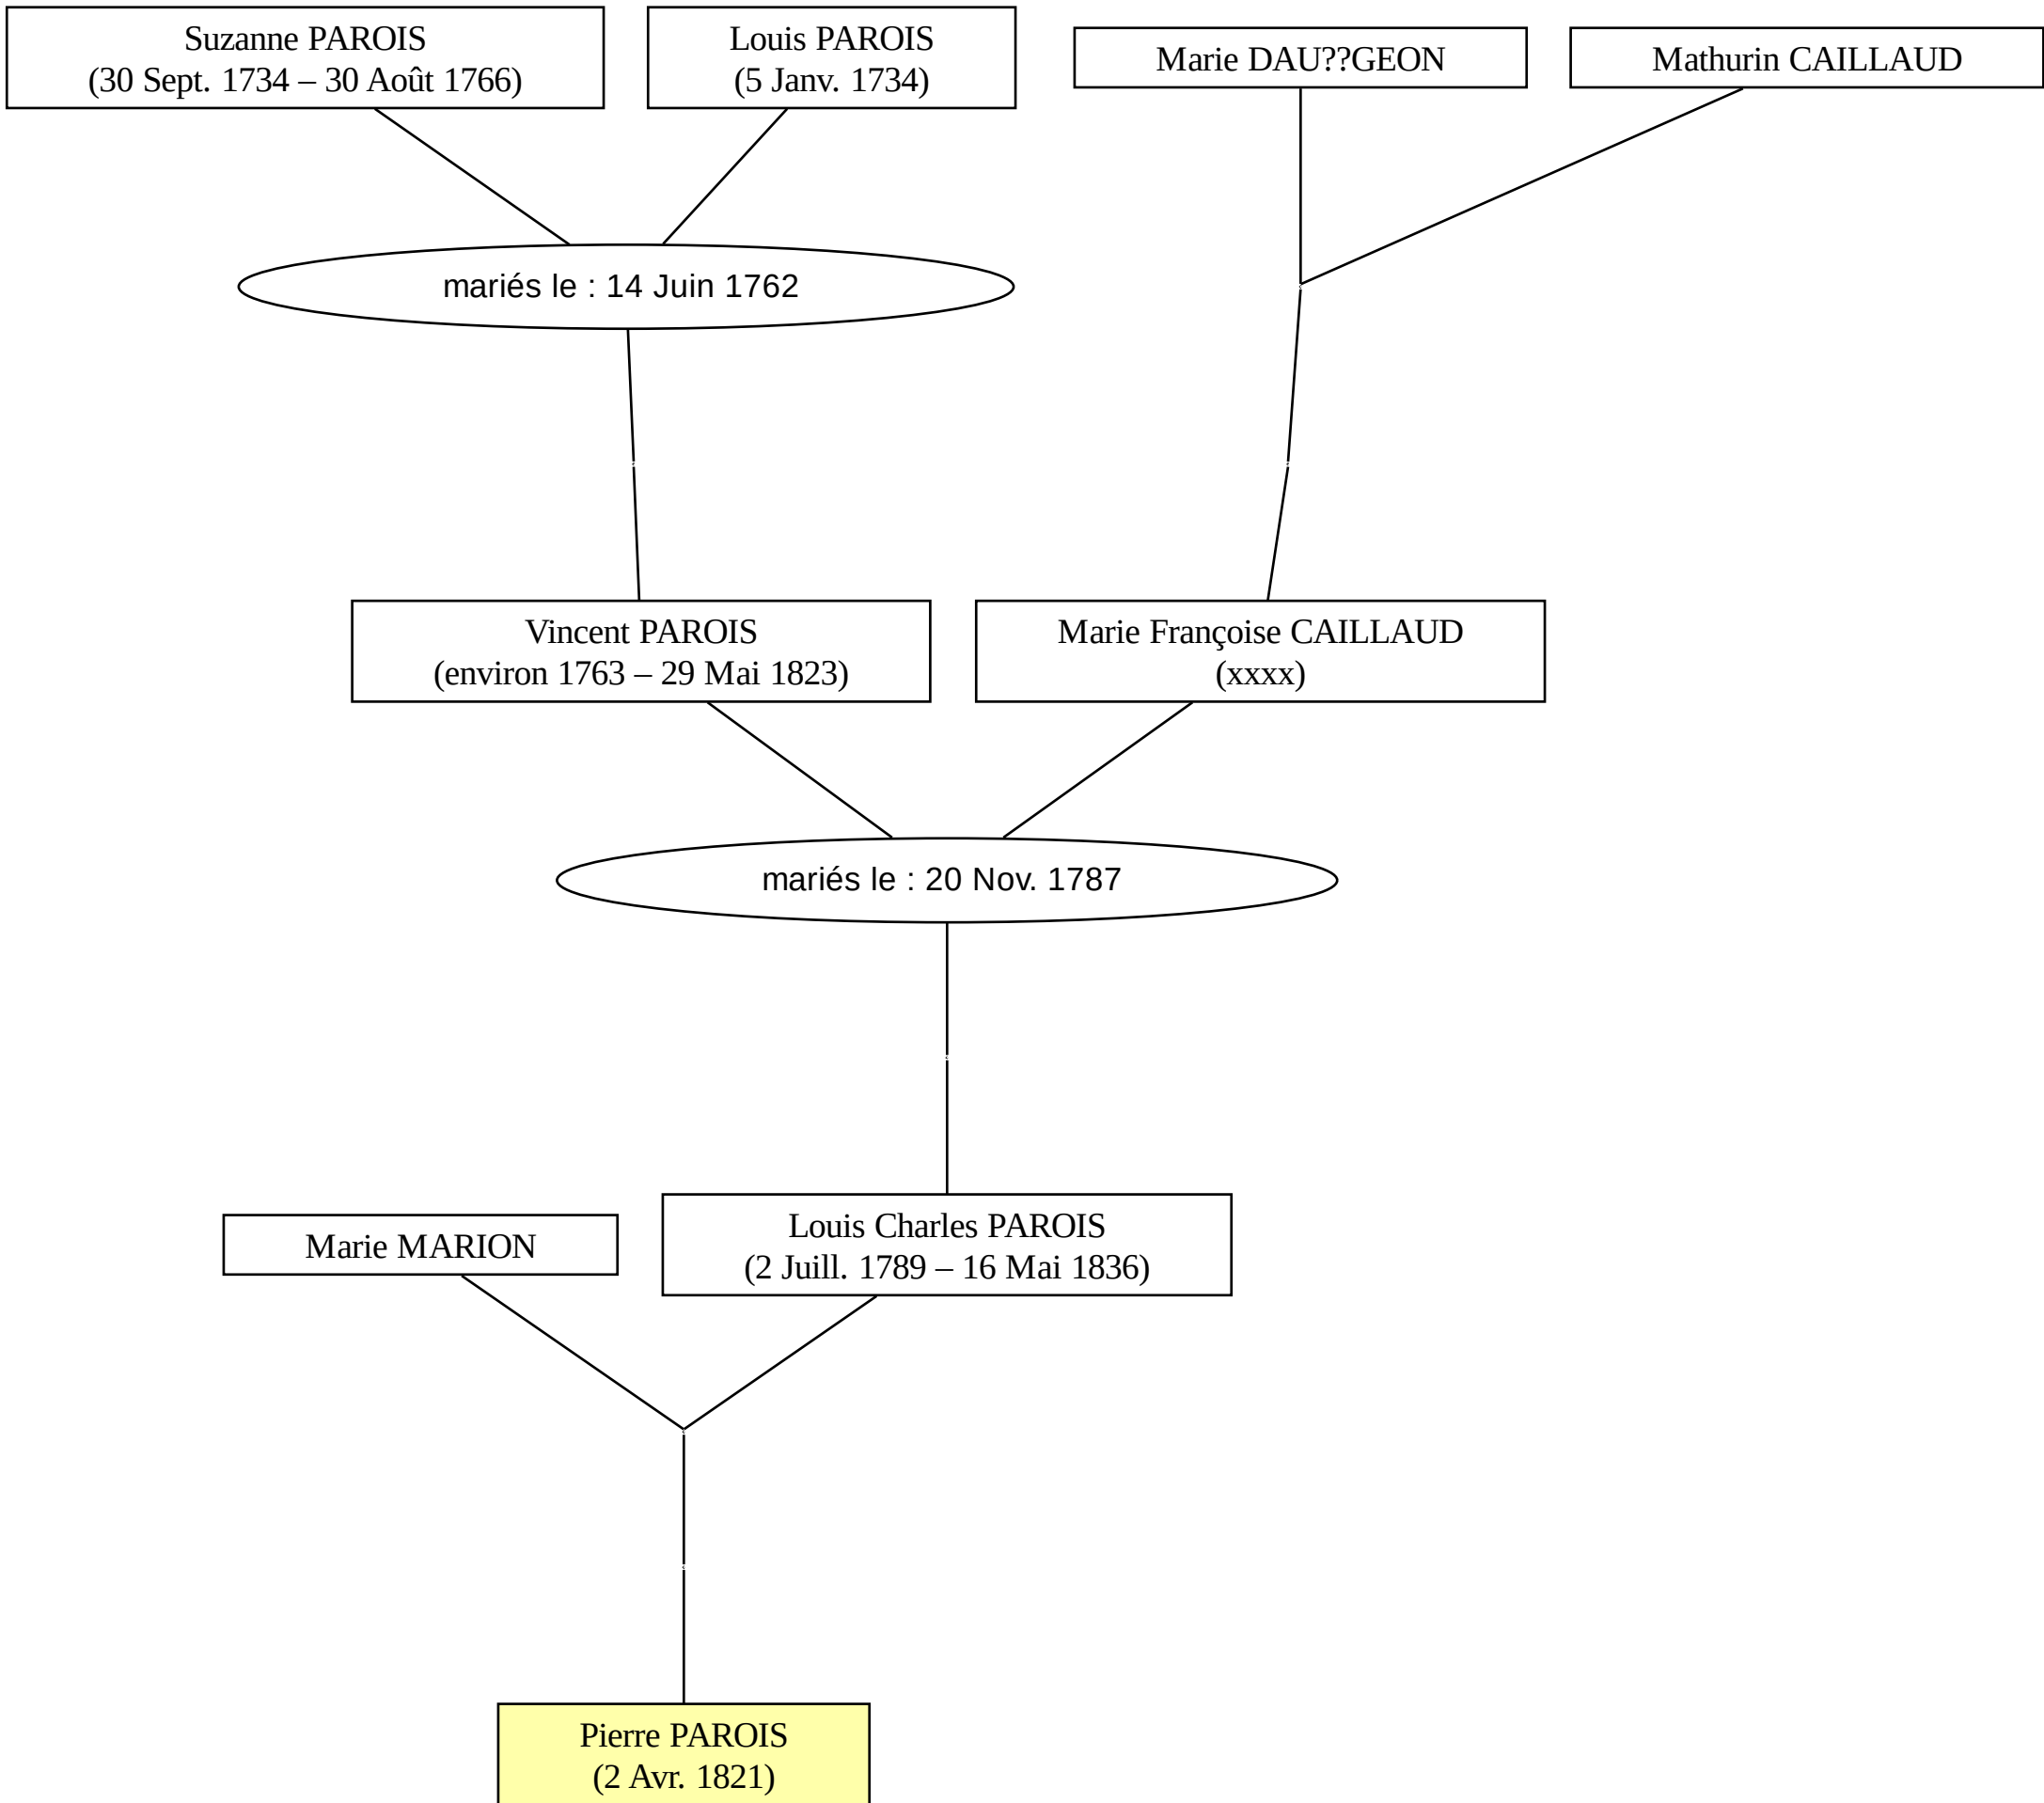 Suzanne PAROIS
(30 Sept. 1734 – 30 Août 1766)
Louis PAROIS
(5 Janv. 1734)
Marie DAU??GEON
Mathurin CAILLAUD
mariés le : 14 Juin 1762
Vincent PAROIS
(environ 1763 – 29 Mai 1823)
Marie Françoise CAILLAUD
(xxxx)
mariés le : 20 Nov. 1787
Marie MARION
Louis Charles PAROIS
(2 Juill. 1789 – 16 Mai 1836)
Pierre PAROIS
(2 Avr. 1821)